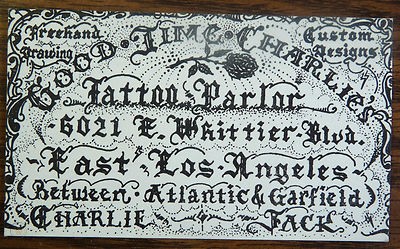 Freehand Drawing
Custom Designs
GOOD·TIME·CHARLIE'S
Tattoo Parlor
-6021 E. Whittier Blvd.
-East Los Angeles-
(Between Atlantic & Garfield)
CHARLIE JACK